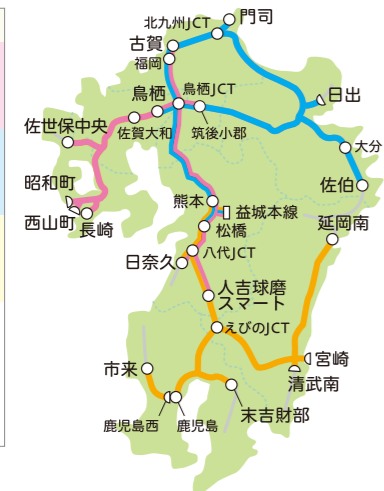 門司
北九州JCT
古賀
福岡
鳥栖
鳥栖JCT
日出
佐世保中央
佐賀大和
筑後小郡
大分
昭和町
熊本
佐伯
西山町
長崎
益城本線
松橋
延岡南
日奈久
八代JCT
人吉球磨
スマート
えびのJCT
市来
宮崎
清武南
鹿児島西
鹿児島
末吉財部